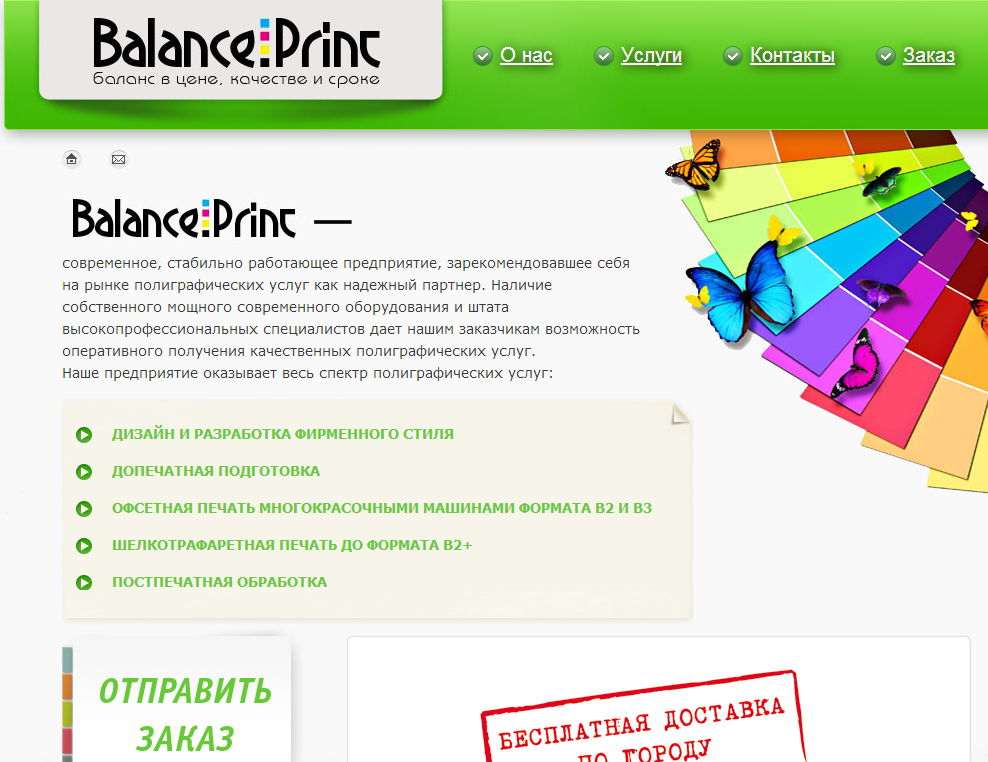 Balance Print
баланс в цене, качестве и сроке
О нас
Услуги
Контакты
Заказ
Balance Print —
современное, стабильно работающее предприятие, зарекомендовавшее себя
на рынке полиграфических услуг как надежный партнер. Наличие
собственного мощного современного оборудования и штата
высокопрофессиональных специалистов дает нашим заказчикам возможность
оперативного получения качественных полиграфических услуг.
Наше предприятие оказывает весь спектр полиграфических услуг:
ДИЗАЙН И РАЗРАБОТКА ФИРМЕННОГО СТИЛЯ
ДОПЕЧАТНАЯ ПОДГОТОВКА
ОФСЕТНАЯ ПЕЧАТЬ МНОГОКРАСОЧНЫМИ МАШИНАМИ ФОРМАТА В2 И В3
ШЕЛКОТРАФАРЕТНАЯ ПЕЧАТЬ ДО ФОРМАТА В2+
ПОСТПЕЧАТНАЯ ОБРАБОТКА
ОТПРАВИТЬ
ЗАКАЗ
БЕСПЛАТНАЯ ДОСТАВКА
ПО ГОРОДУ